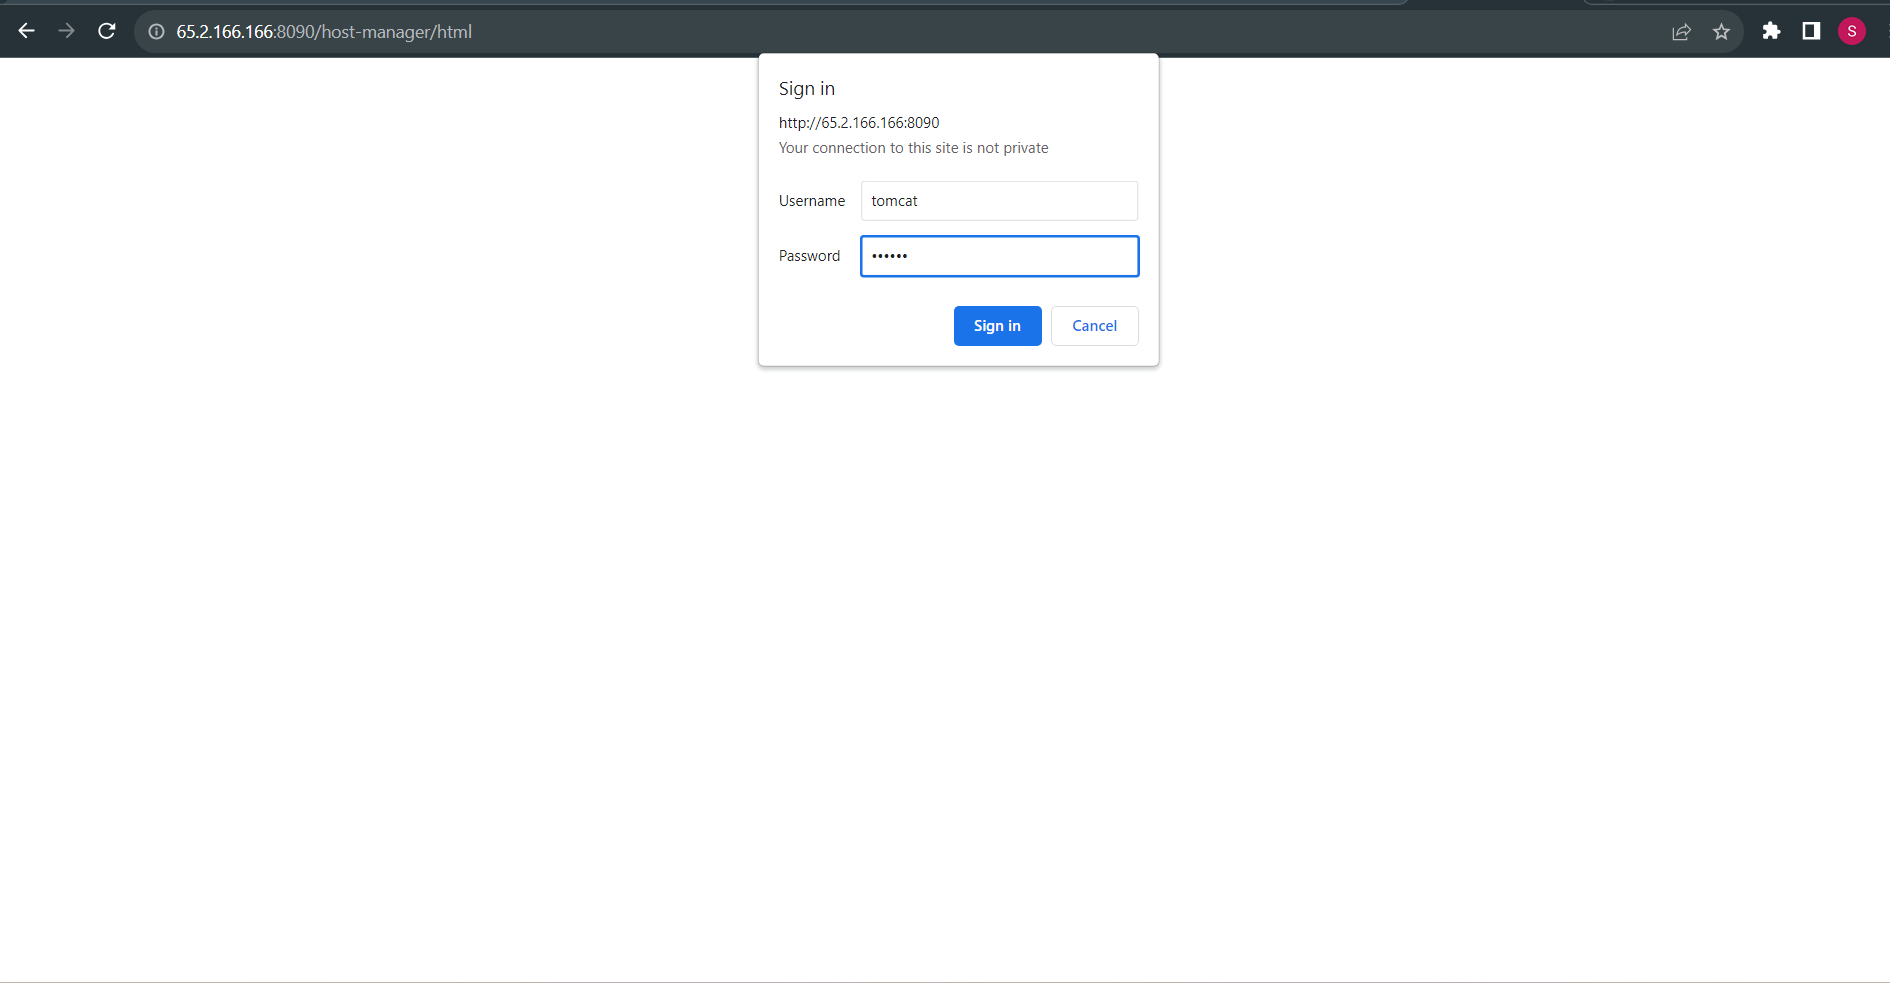 65.2.166.166:8090/host-manager/html
S
Sign in
http://65.2.166.166:8090
Your connection to this site is not private
Username tomcat
Password ••••••
Sign in Cancel